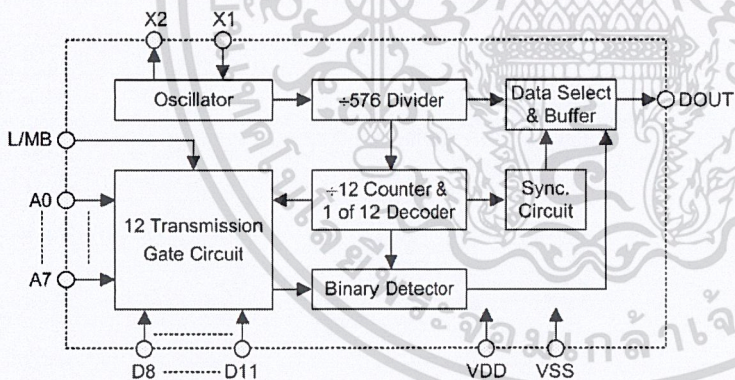 X2 X1
Oscillator
÷576 Divider
Data Select
& Buffer
DOUT
L/MB
A0
A7
12 Transmission
Gate Circuit
÷12 Counter &
1 of 12 Decoder
Sync.
Circuit
Binary Detector
D8 D11
VDD VSS